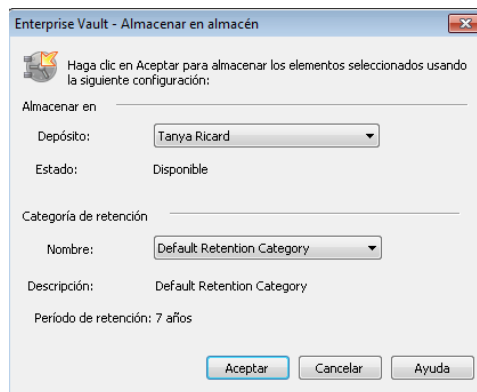 Enterprise Vault - Almacenar en almacén
Haga clic en Aceptar para almacenar los elementos seleccionados usando
la siguiente configuración:
Almacenar en
Depósito: Tanya Ricard
Estado: Disponible
Categoría de retención
Nombre: Default Retention Category
Descripción: Default Retention Category
Período de retención: 7 años
Aceptar Cancelar Ayuda